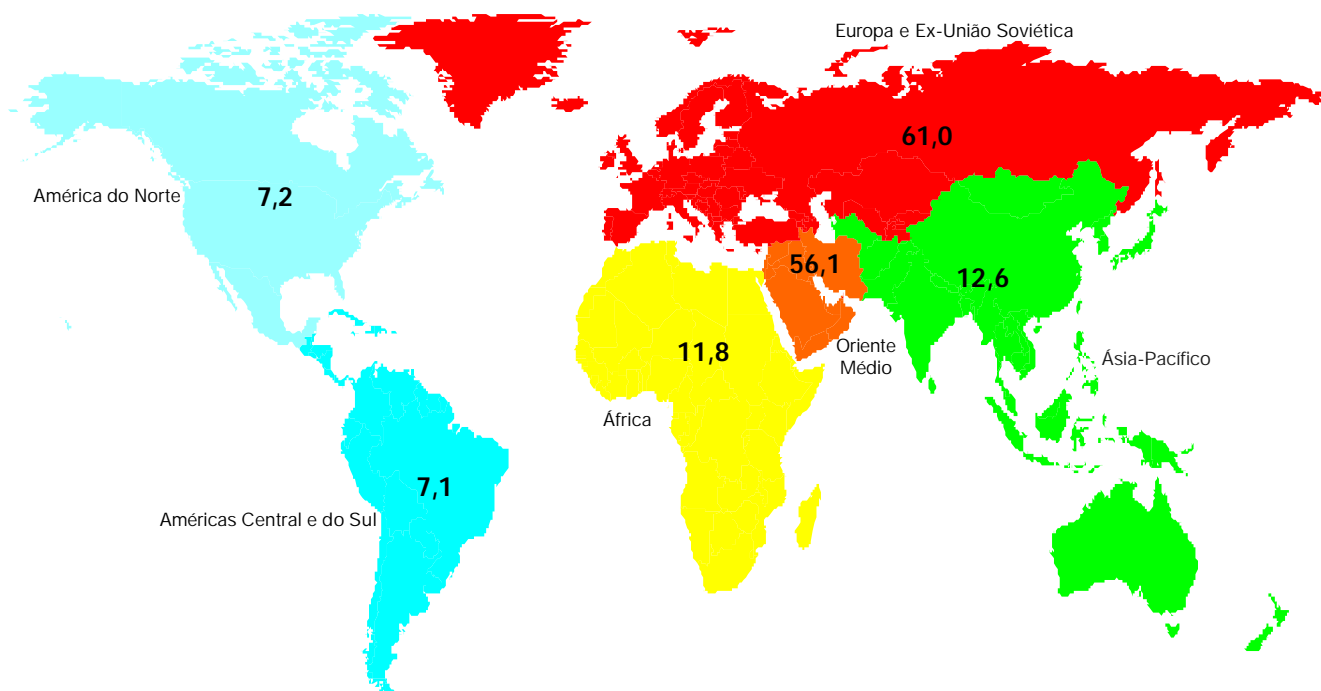 Europa e Ex-União Soviética
61,0
América do Norte
7,2
56,1
12,6
11,8
Oriente
Médio
Ásia-Pacífico
África
7,1
Américas Central e do Sul